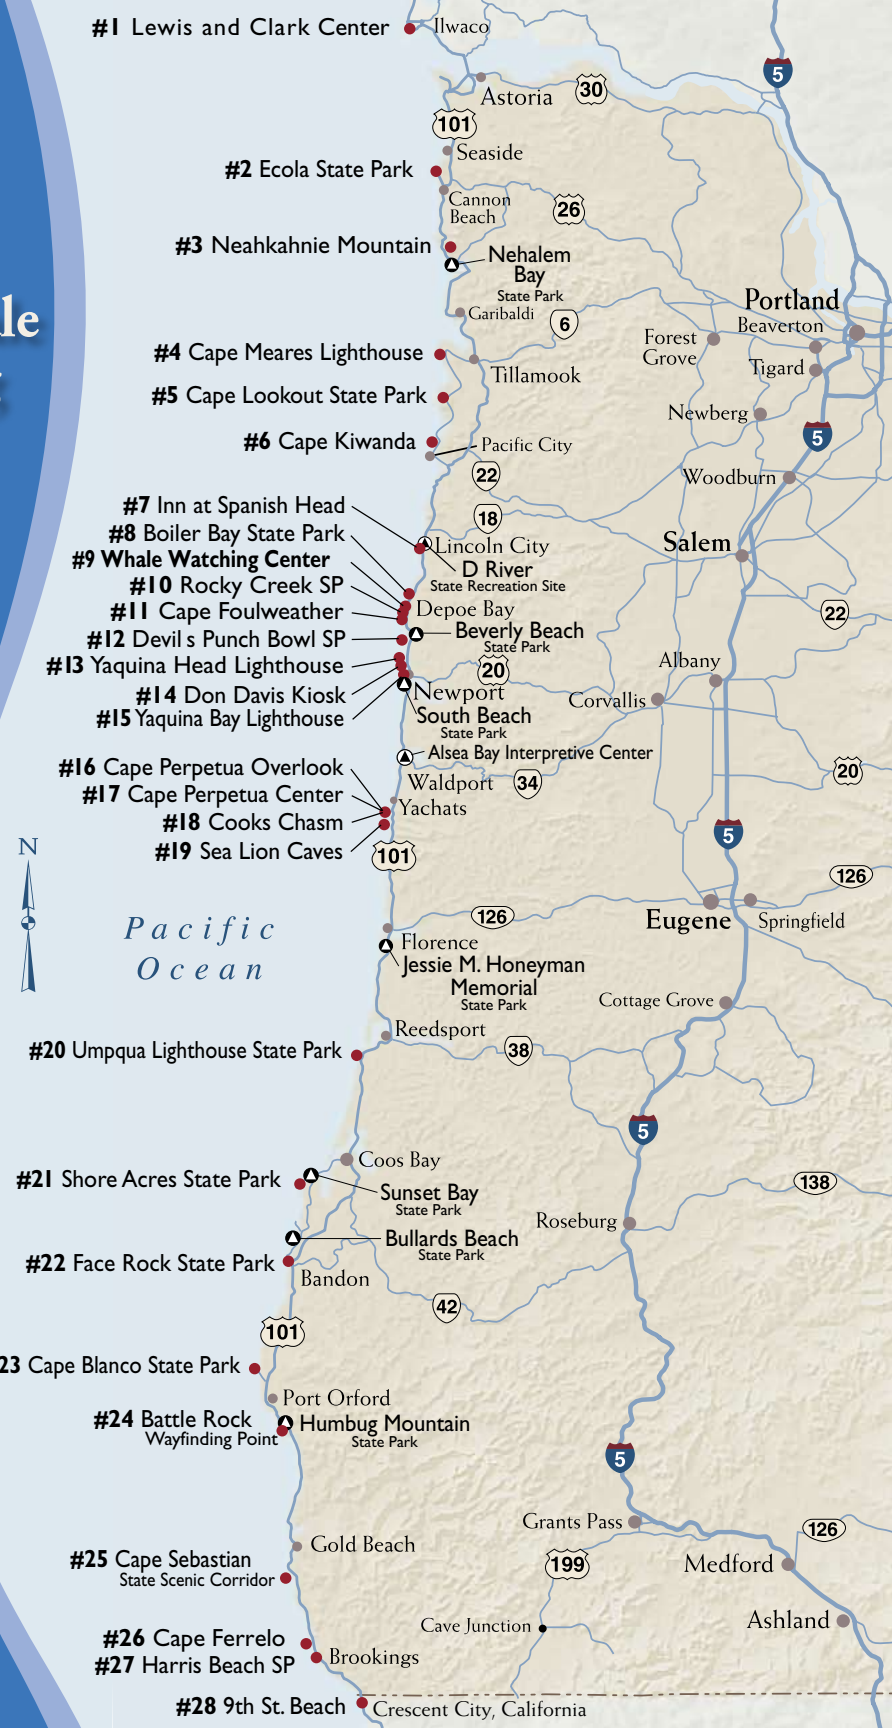 #1 Lewis and Clark Center
Ilwaco
5
Astoria
30
101
Seaside
#2 Ecola State Park
Cannon
Beach
26
#3 Neahkahnie Mountain
Nehalem
Bay
State Park
Portland
le
Garibaldi
6
Beaverton
Forest
Grove
#4 Cape Meares Lighthouse
Tillamook
Tigard
#5 Cape Lookout State Park
Newberg
5
#6 Cape Kiwanda
Pacific City
22
Woodburn
#7 Inn at Spanish Head
18
#8 Boiler Bay State Park
Lincoln City
Salem
#9 Whale Watching Center
D River
State Recreation Site
#10 Rocky Creek SP
#11 Cape Foulweather
Depoe Bay
22
#12 Devil s Punch Bowl SP
Beverly Beach
State Park
#13 Yaquina Head Lighthouse
20
Albany
#14 Don Davis Kiosk
Newport
Corvallis
#15 Yaquina Bay Lighthouse
South Beach
State Park
Alsea Bay Interpretive Center
#16 Cape Perpetua Overlook
Waldport
34
20
#17 Cape Perpetua Center
Yachats
#18 Cooks Chasm
5
#19 Sea Lion Caves
N
101
126
126
Eugene
Springfield
Pacific
Ocean
Florence
Jessie M. Honeyman
Memorial
State Park
Cottage Grove
Reedsport
#20 Umpqua Lighthouse State Park
38
5
Coos Bay
#21 Shore Acres State Park
138
Sunset Bay
State Park
Roseburg
Bullards Beach
State Park
#22 Face Rock State Park
Bandon
42
101
23 Cape Blanco State Park
Port Orford
#24 Battle Rock
Wayfinding Point
Humbug Mountain
State Park
5
Grants Pass
126
Gold Beach
#25 Cape Sebastian
State Scenic Corridor
199
Medford
Cave Junction
Ashland
#26 Cape Ferrelo
#27 Harris Beach SP
Brookings
#28 9th St. Beach
Crescent City, California